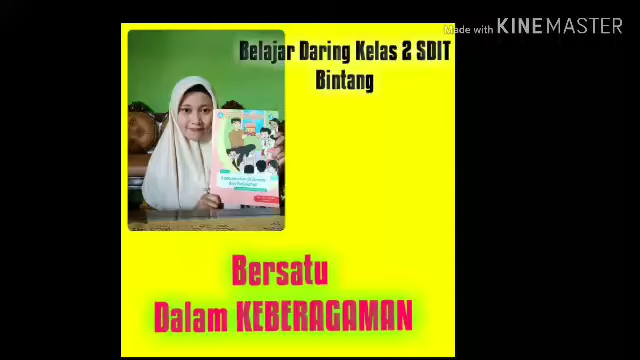 Made with KINEMASTER
Belajar Daring Kelas 2 SDIT
Bintang
Bersatu
Dalam KEBERAGAMAN